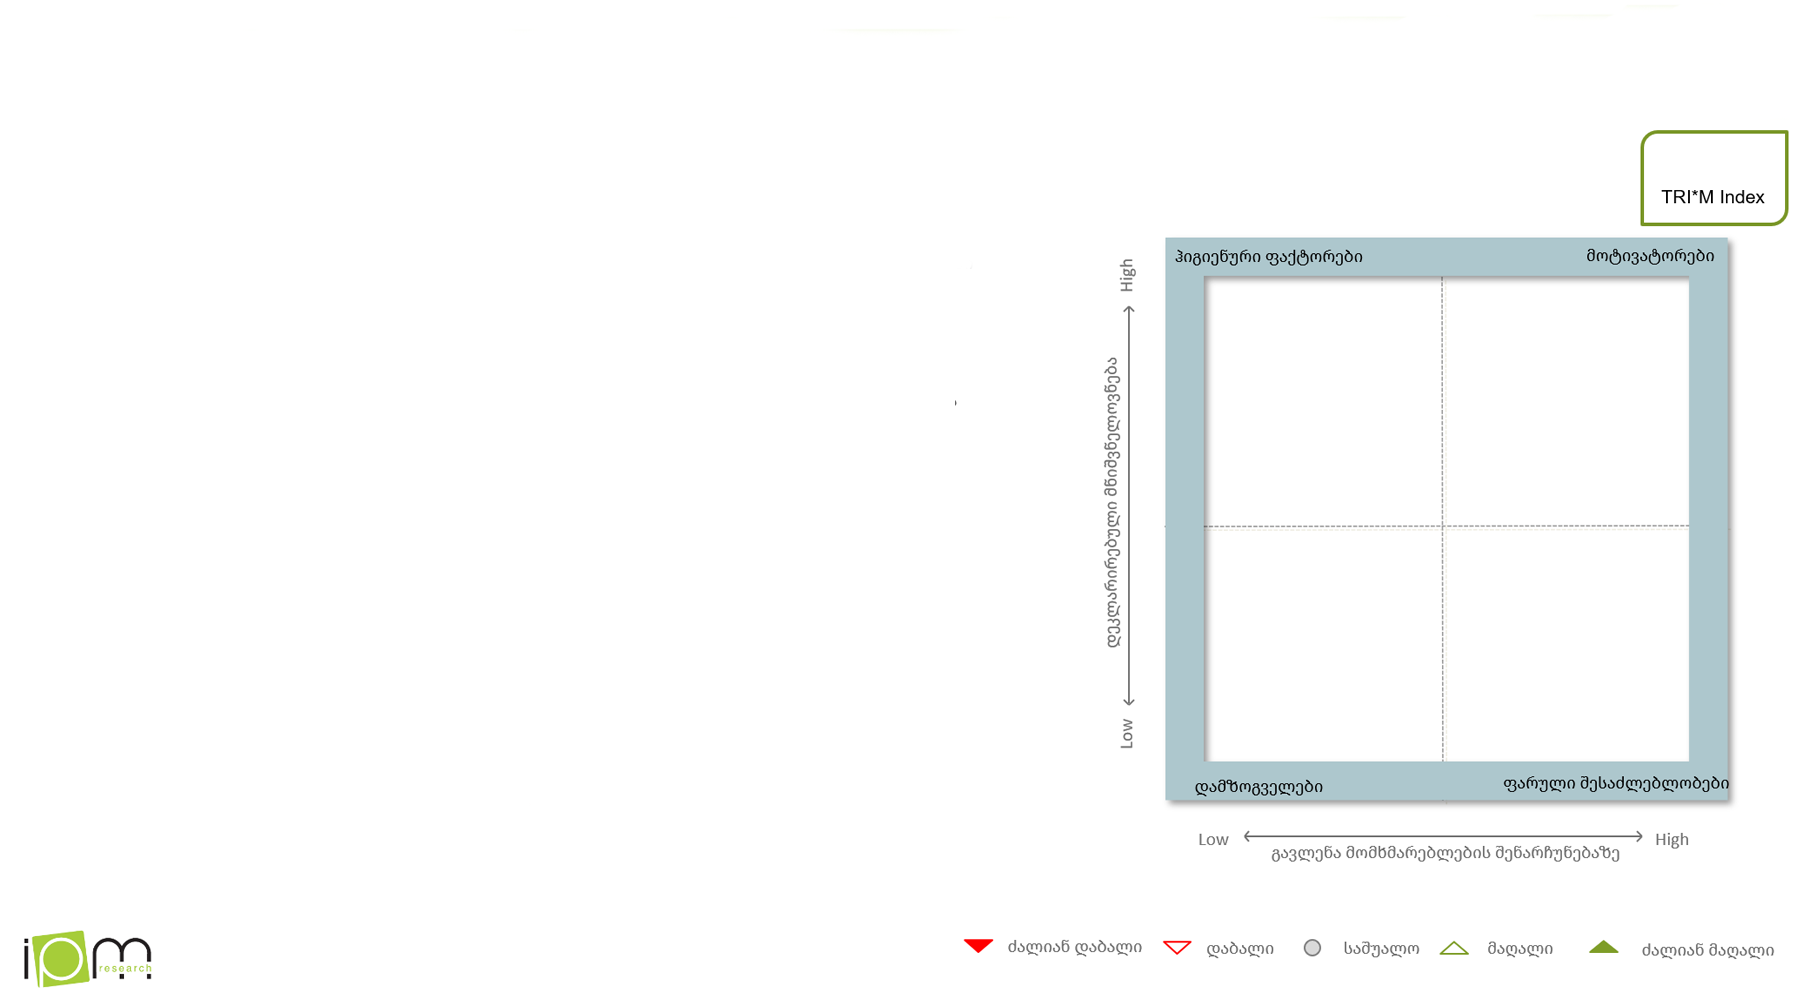 TRI*M Index
ჰიგიენური ფაქტორები
მოტივატორები
High
დეკლარირებული მნიშვნელოვნება
Low
დამზოგველები
ფარული შესაძლებლობები
Low
High
გავლენა მომხმარებლების შენარჩუნებაზე
ძალიან დაბალი
დაბალი
საშუალო
მაღალი
ძალიან მაღალი
ipm
research